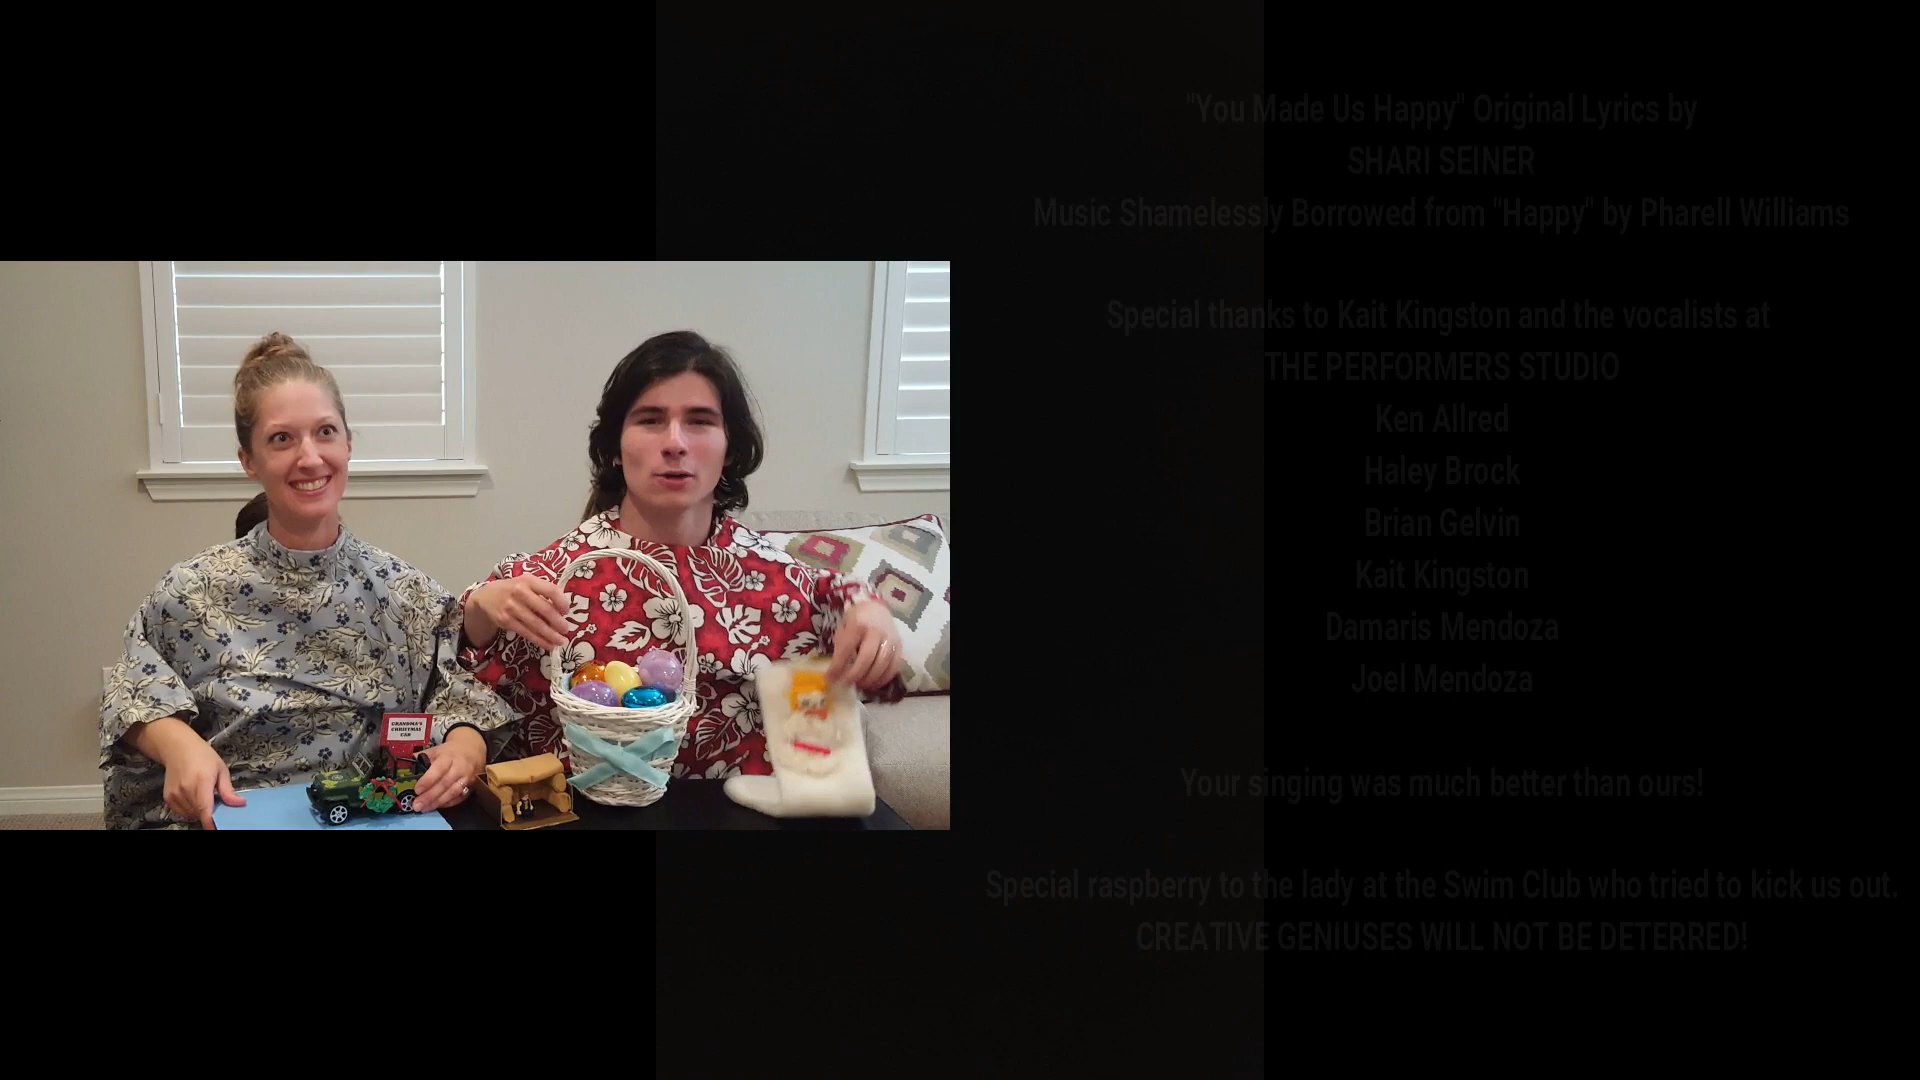 "You Made Us Happy" Original Lyrics by
SHARI SEINER
Music Shamelessly Borrowed from "Happy" by Pharell Williams
Special thanks to Kait Kingston and the vocalists at
THE PERFORMERS STUDIO
Ken Allred
Haley Brock
Brian Gelvin
Kait Kingston
Damaris Mendoza
Joel Mendoza
Your singing was much better than ours!
Special raspberry to the lady at the Swim Club who tried to kick us out.
CREATIVE GENIUSES WILL NOT BE DETERRED!
GRANDMA'S
CHRISTMAS
CAR